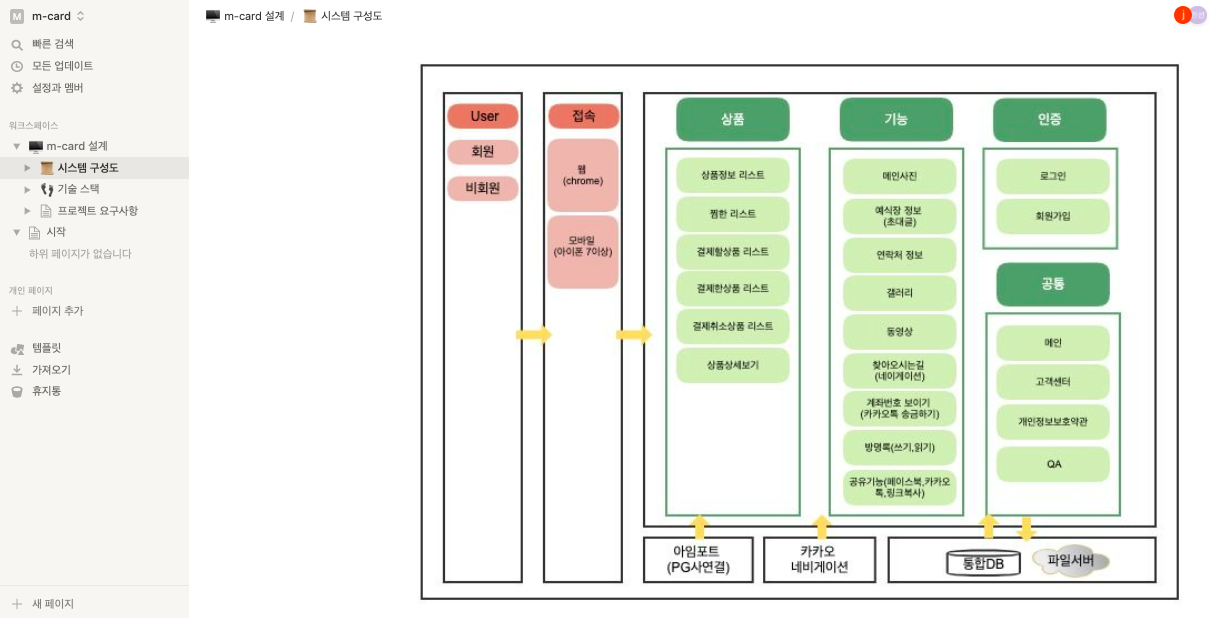 M m-card
빠른 검색
모든 업데이트
설정과 멤버
워크스페이스
m-card 설계
시스템 구성도
기술 스택
프로젝트 요구사항
시작
하위 페이지가 없습니다
개인 페이지
페이지 추가
템플릿
가져오기
휴지통
새 페이지
m-card 설계 / 시스템 구성도
j
User
회원
비회원
접속
웹
(chrome)
모바일
(아이폰 7이상)
상품
상품정보 리스트
찜한 리스트
결제할상품 리스트
결제한상품 리스트
결제취소상품 리스트
상품상세보기
기능
메인사진
예식장 정보
(초대글)
연락처 정보
갤러리
동영상
찾아오시는길
(네이게이션)
계좌번호 보이기
(카카오톡 송금하기)
방명록(쓰기,읽기)
공유기능(페이스북,카카오
톡,링크복사)
인증
로그인
회원가입
공통
메인
고객센터
개인정보보호약관
QA
아임포트
(PG사연결)
카카오
네비게이션
통합DB
파일서버